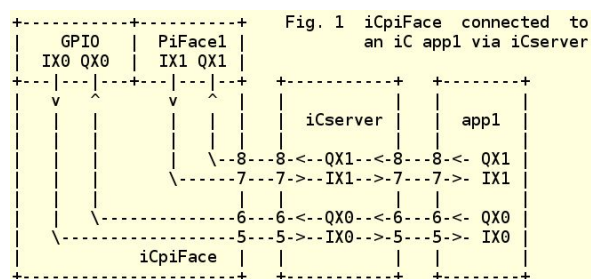 +-----------+----------+   Fig. 1  iCpiFace  connected  to
|   GPIO   |  PiFace1 |          an iC app1 via iCserver
|  IX0 QX0  |  IX1 QX1  |
+---|---|---+---|---|--+   +-----------+   +--------+
|   v   ^       v   ^  |   |           |   |        |
|   |   |       |   |  |   |  iCserver |   |  app1  |
|   |   |       |   |  |   |           |   |        |
|   |   |       |   \--8---8-<--QX1--<-8---8-<- QX1 |
|   |   |       \------7---7->--IX1-->-7---7->- IX1 |
|   |   |              |   |           |   |        |
|   |   \--------------6---6-<--QX0--<-6---6-<- QX0 |
|   \------------------5---5->--IX0-->-5---5->- IX0 |
|            iCpiFace  |   |           |   |        |
+----------------------+   +-----------+   +--------+